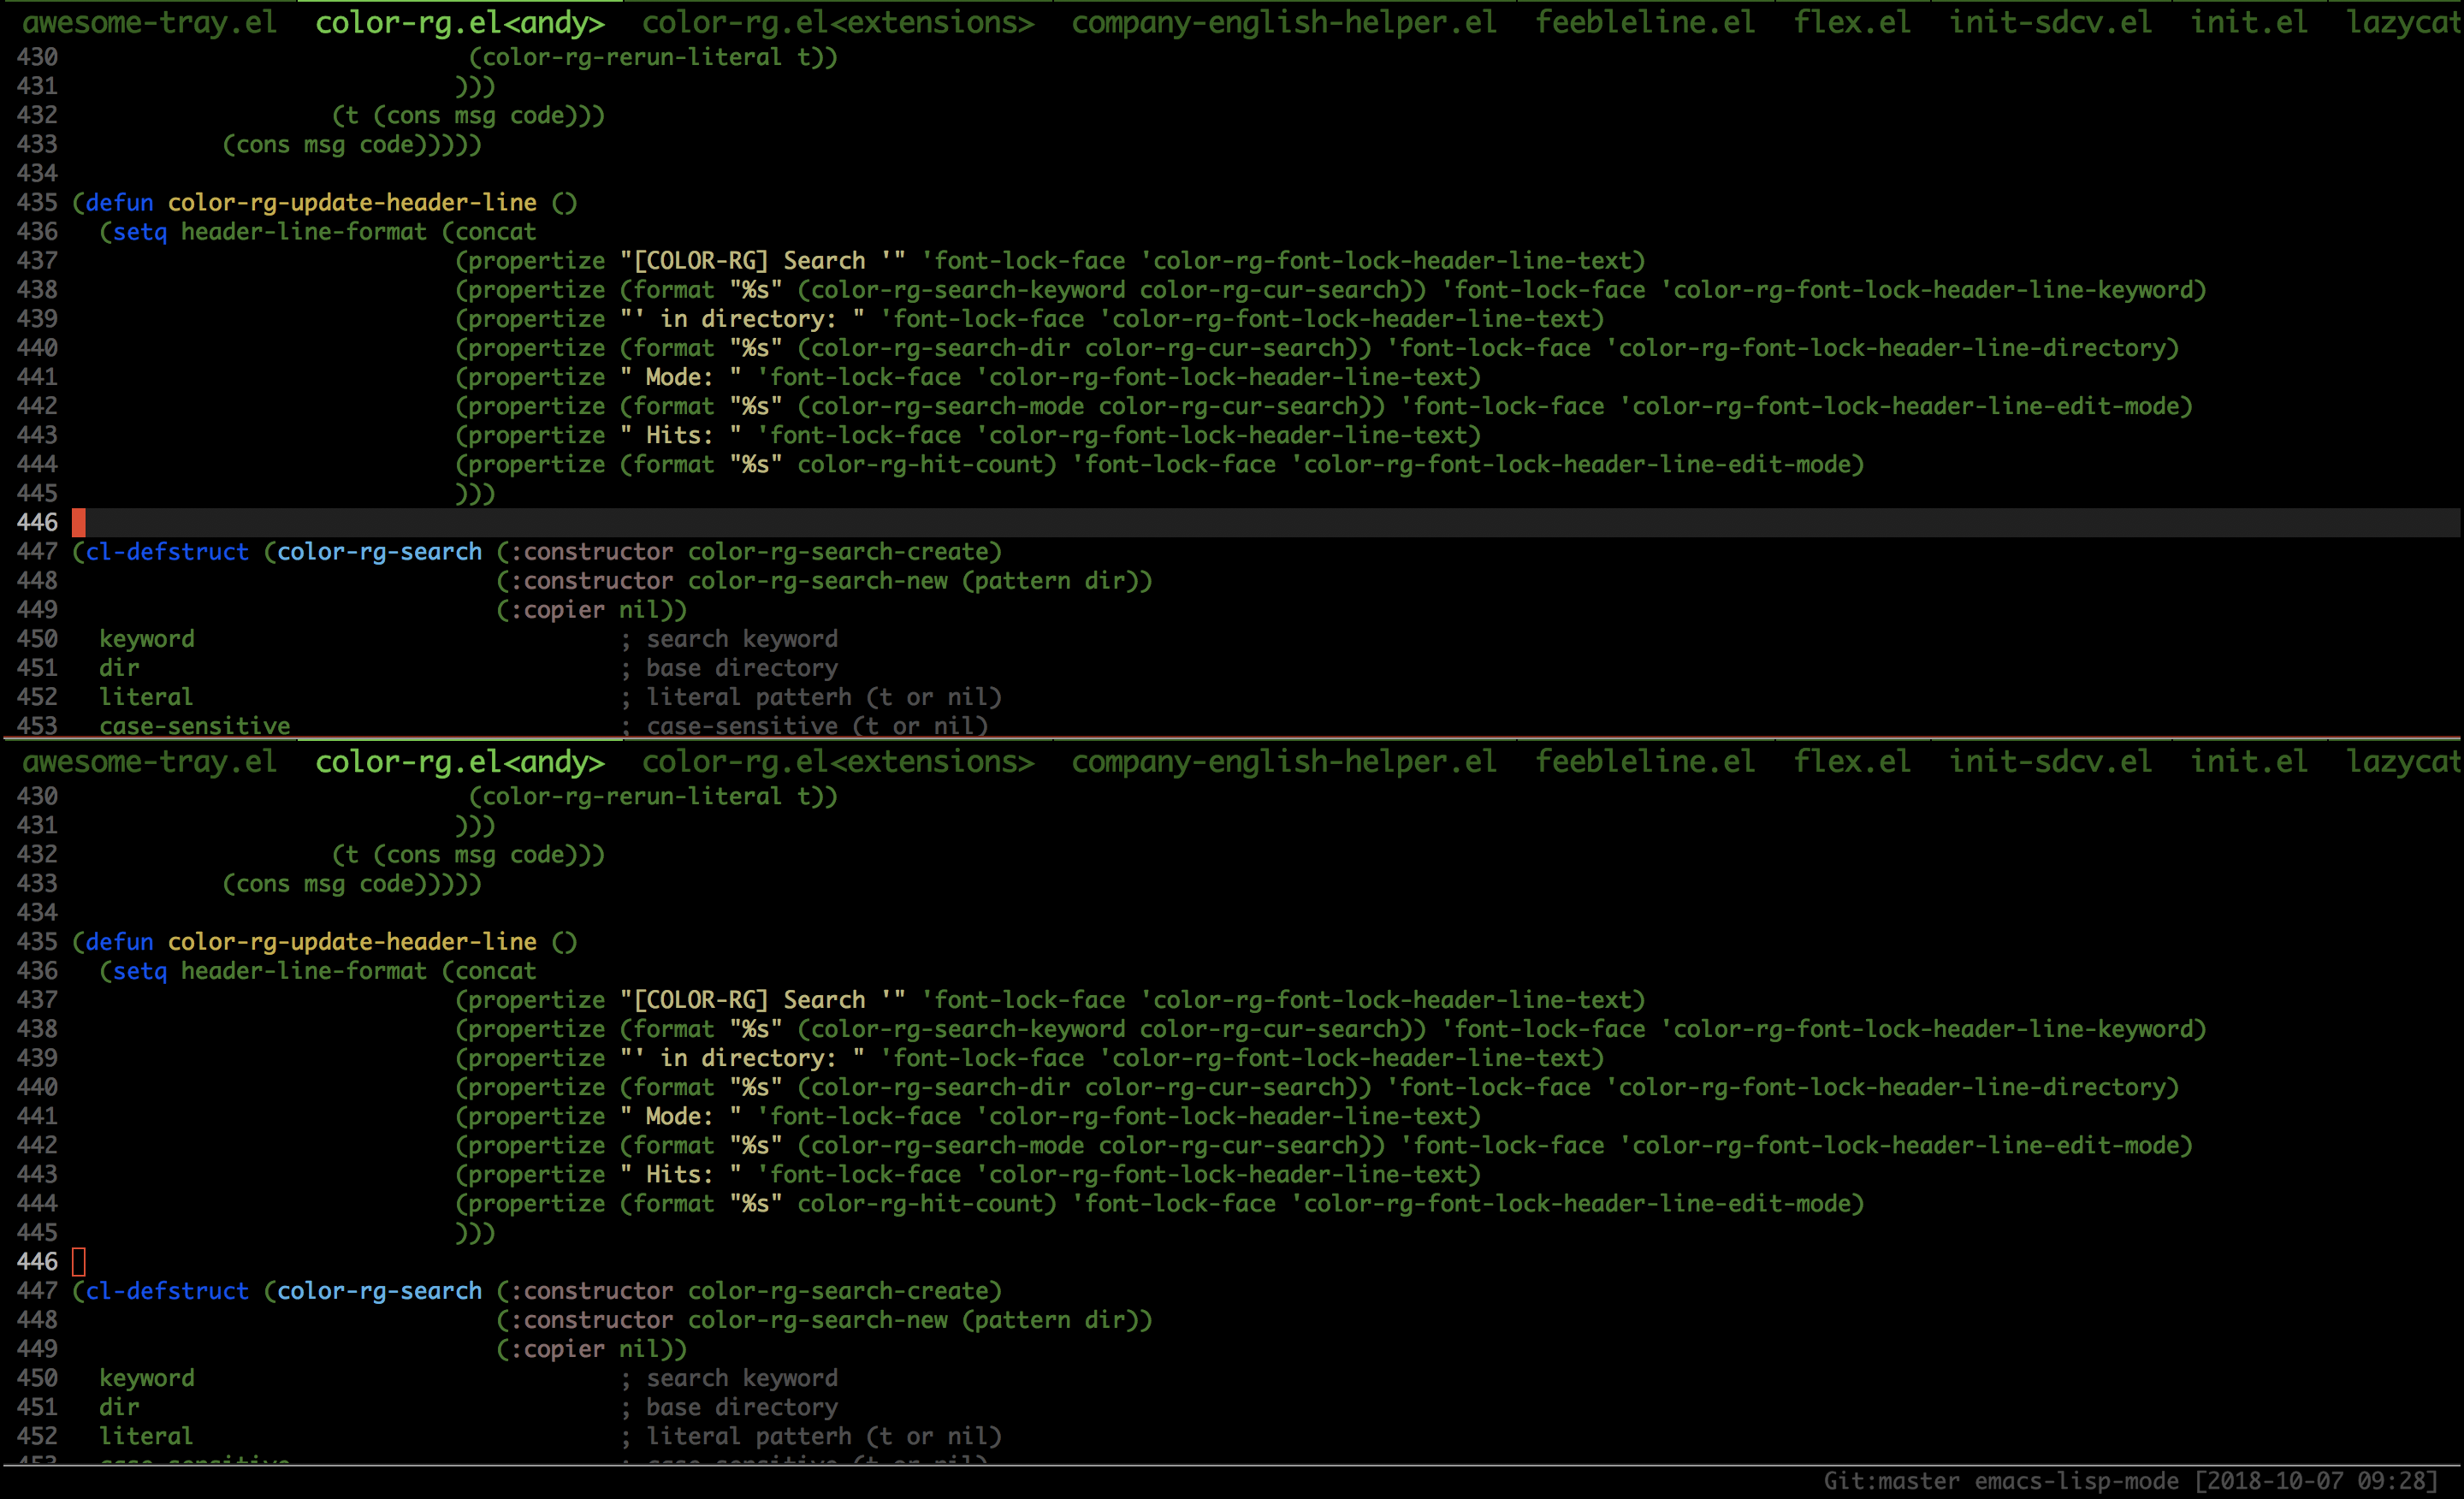 awesome-tray.el color-rg.el<andy> color-rg.el<extensions> company-english-helper.el feebleline.el flex.el init-sdcv.el init.el lazycat
430                               (color-rg-rerun-literal t))
431                              )))
432                    (t (cons msg code)))
433            (cons msg code)))))
434
435 (defun color-rg-update-header-line ()
436   (setq header-line-format (concat
437                             (propertize "[COLOR-RG] Search '" 'font-lock-face 'color-rg-font-lock-header-line-text)
438                             (propertize (format "%s" (color-rg-search-keyword color-rg-cur-search)) 'font-lock-face 'color-rg-font-lock-header-line-keyword)
439                             (propertize "' in directory: " 'font-lock-face 'color-rg-font-lock-header-line-text)
440                             (propertize (format "%s" (color-rg-search-dir color-rg-cur-search)) 'font-lock-face 'color-rg-font-lock-header-line-directory)
441                             (propertize " Mode: " 'font-lock-face 'color-rg-font-lock-header-line-text)
442                             (propertize (format "%s" (color-rg-search-mode color-rg-cur-search)) 'font-lock-face 'color-rg-font-lock-header-line-edit-mode)
443                             (propertize " Hits: " 'font-lock-face 'color-rg-font-lock-header-line-text)
444                             (propertize (format "%s" color-rg-hit-count) 'font-lock-face 'color-rg-font-lock-header-line-edit-mode)
445                             )))
446
447 (cl-defstruct (color-rg-search (:constructor color-rg-search-create)
448                                (:constructor color-rg-search-new (pattern dir))
449                                (:copier nil))
450   keyword                               ; search keyword
451   dir                                   ; base directory
452   literal                               ; literal patterh (t or nil)
453   case-sensitive                        ; case-sensitive (t or nil)
awesome-tray.el color-rg.el<andy> color-rg.el<extensions> company-english-helper.el feebleline.el flex.el init-sdcv.el init.el lazycat
430                               (color-rg-rerun-literal t))
431                              )))
432                    (t (cons msg code)))
433            (cons msg code)))))
434
435 (defun color-rg-update-header-line ()
436   (setq header-line-format (concat
437                             (propertize "[COLOR-RG] Search '" 'font-lock-face 'color-rg-font-lock-header-line-text)
438                             (propertize (format "%s" (color-rg-search-keyword color-rg-cur-search)) 'font-lock-face 'color-rg-font-lock-header-line-keyword)
439                             (propertize "' in directory: " 'font-lock-face 'color-rg-font-lock-header-line-text)
440                             (propertize (format "%s" (color-rg-search-dir color-rg-cur-search)) 'font-lock-face 'color-rg-font-lock-header-line-directory)
441                             (propertize " Mode: " 'font-lock-face 'color-rg-font-lock-header-line-text)
442                             (propertize (format "%s" (color-rg-search-mode color-rg-cur-search)) 'font-lock-face 'color-rg-font-lock-header-line-edit-mode)
443                             (propertize " Hits: " 'font-lock-face 'color-rg-font-lock-header-line-text)
444                             (propertize (format "%s" color-rg-hit-count) 'font-lock-face 'color-rg-font-lock-header-line-edit-mode)
445                             )))
446
447 (cl-defstruct (color-rg-search (:constructor color-rg-search-create)
448                                (:constructor color-rg-search-new (pattern dir))
449                                (:copier nil))
450   keyword                               ; search keyword
451   dir                                   ; base directory
452   literal                               ; literal patterh (t or nil)
Git:master emacs-lisp-mode [2018-10-07 09:28]